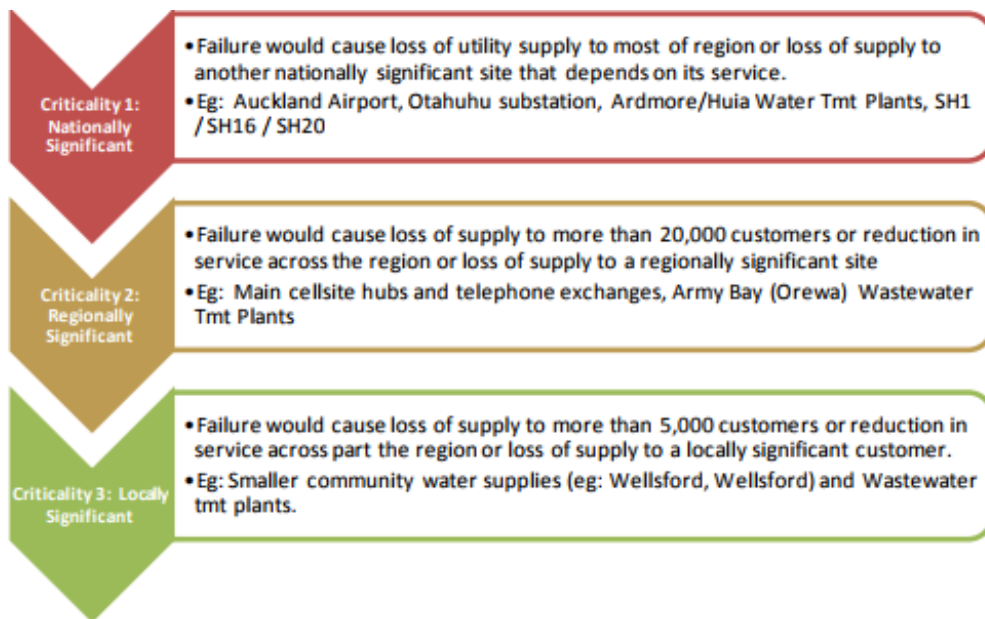 Criticality 1:
Nationally
Significant
•Failure would cause loss of utility supply to most of region or loss of supply to
another nationally significant site that depends on its service.
•Eg: Auckland Airport, Otahuhu substation, Ardmore/Huia Water Tmt Plants, SH1
/ SH16 / SH20
Criticality 2:
Regionally
Significant
•Failure would cause loss of supply to more than 20,000 customers or reduction in
service across the region or loss of supply to a regionally significant site
•Eg: Main cellsite hubs and telephone exchanges, Army Bay (Orewa) Wastewater
Tmt Plants
Criticality 3: Locally
Significant
•Failure would cause loss of supply to more than 5,000 customers or reduction in
service across part the region or loss of supply to a locally significant customer.
•Eg: Smaller community water supplies (eg: Wellsford, Wellsford) and Wastewater
tmt plants.